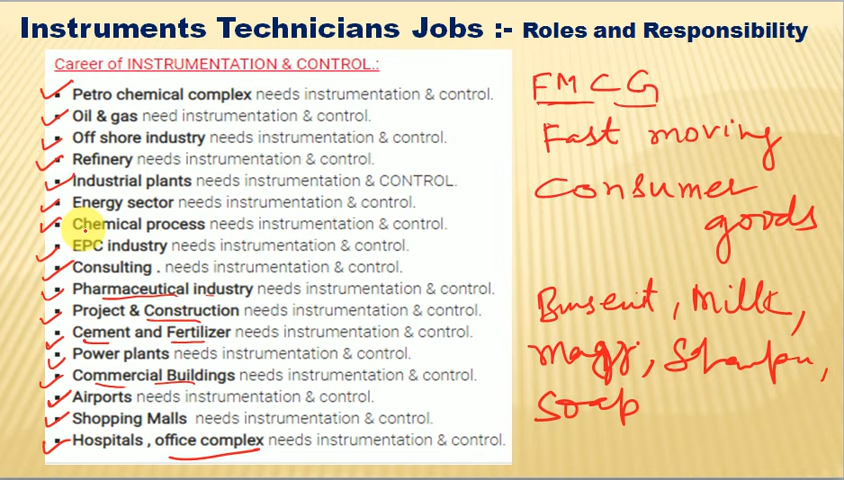 Instruments Technicians Jobs :- Roles and Responsibility
Career of INSTRUMENTATION & CONTROL.:
▪ Petro chemical complex needs instrumentation & control.
▪ Oil & gas need instrumentation & control.
▪ Off shore industry needs instrumentation & control.
▪ Refinery needs instrumentation & control.
▪ Industrial plants needs instrumentation & CONTROL.
▪ Energy sector needs instrumentation & control.
▪ Chemical process needs instrumentation & control.
▪ EPC industry needs instrumentation & control.
▪ Consulting . needs instrumentation & control.
▪ Pharmaceutical industry needs instrumentation & control.
▪ Project & Construction needs instrumentation & control.
▪ Cement and Fertilizer needs instrumentation & control.
▪ Power plants needs instrumentation & control.
▪ Commercial Buildings needs instrumentation & control.
▪ Airports needs instrumentation & control.
▪ Shopping Malls needs instrumentation & control.
▪ Hospitals , office complex needs instrumentation & control.
FMCG
Fast moving
Consumer
goods
, Milk,
,
Soap